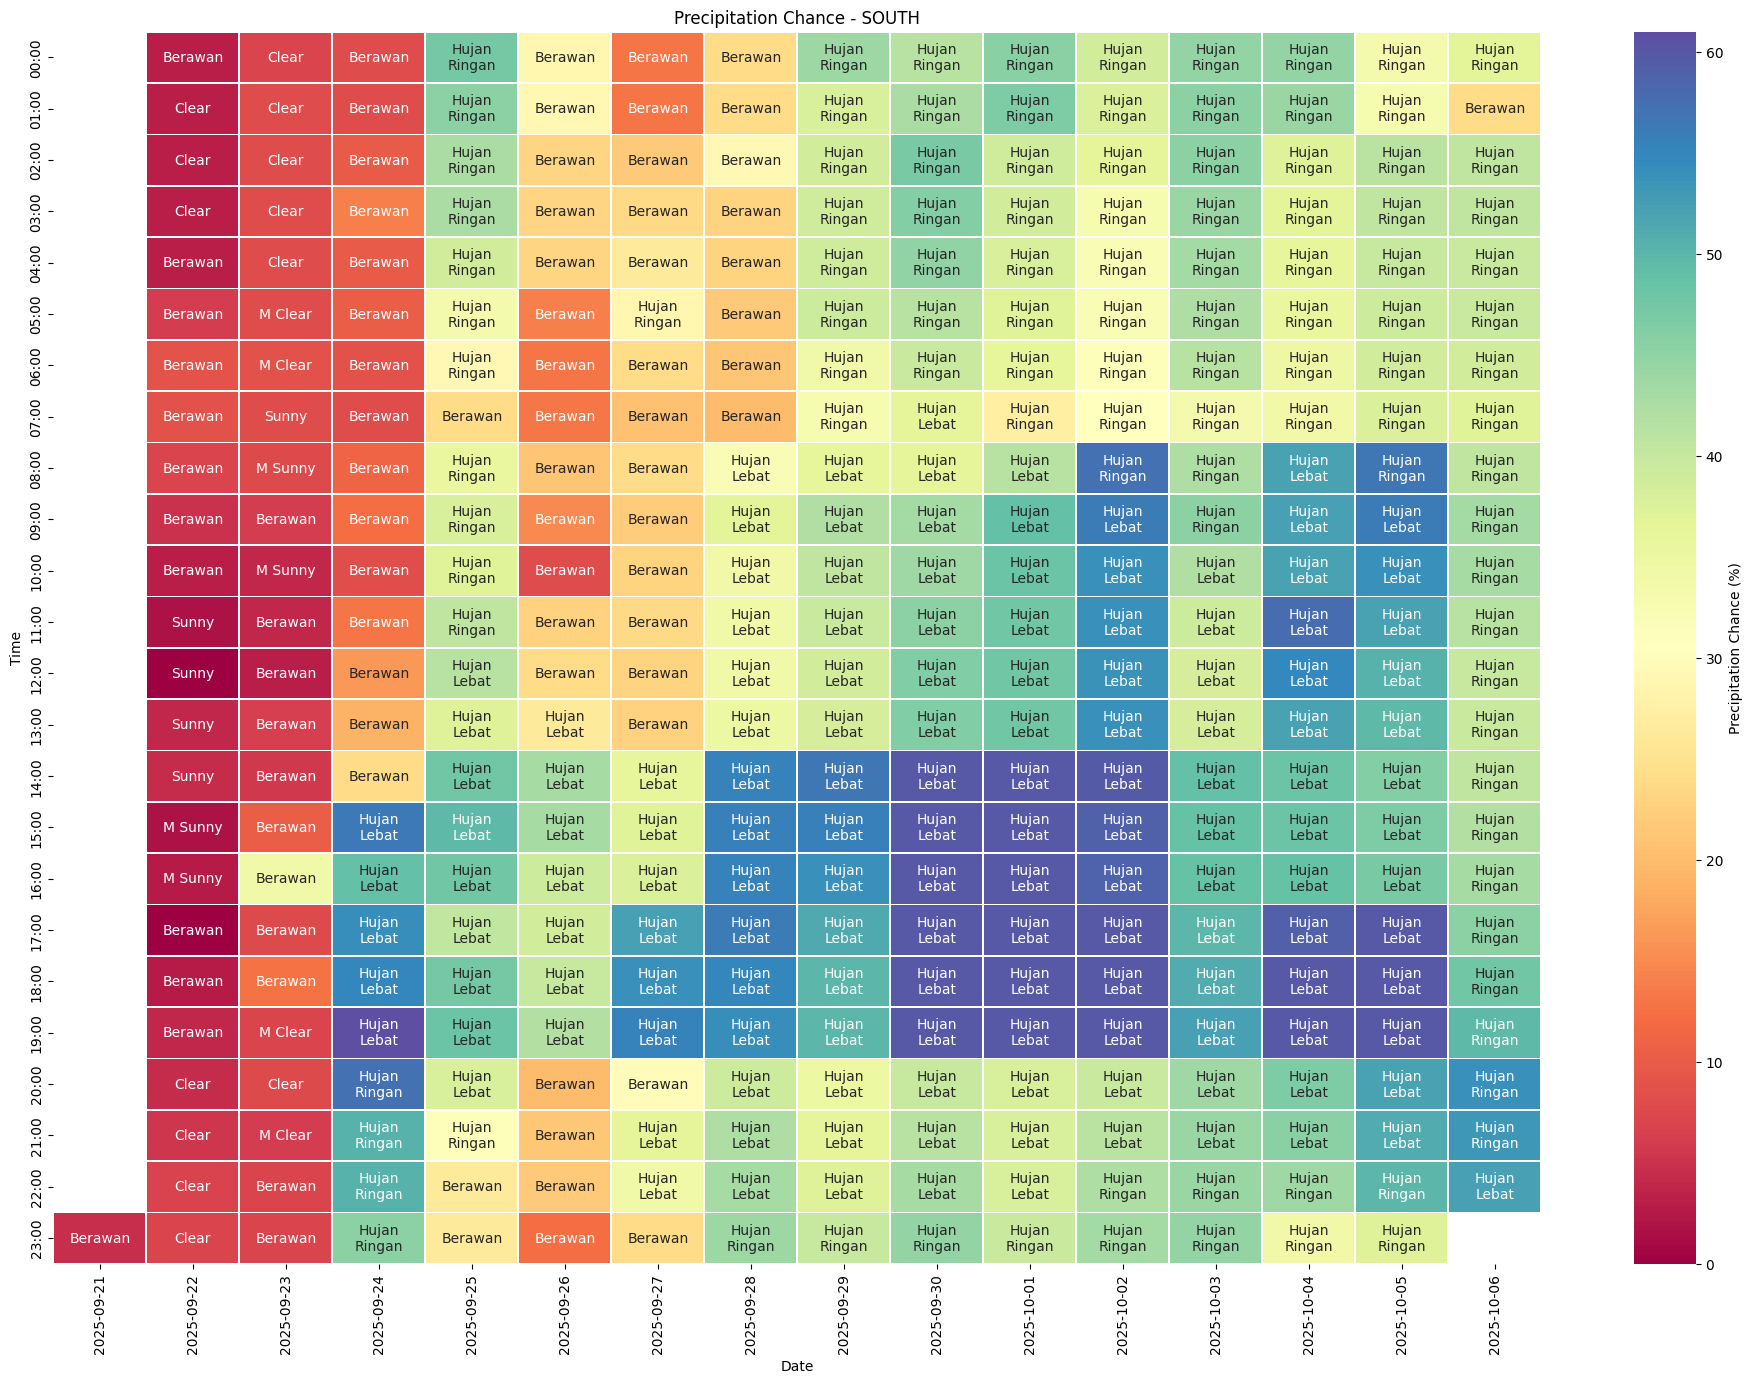 Precipitation Chance - SOUTH
00:00 Berawan Clear Berawan Hujan Ringan Berawan Berawan Berawan Hujan Ringan Hujan Ringan Hujan Ringan Hujan Ringan Hujan Ringan Hujan Ringan Hujan Ringan Hujan Ringan
01:00 Clear Clear Berawan Hujan Ringan Berawan Berawan Berawan Hujan Ringan Hujan Ringan Hujan Ringan Hujan Ringan Hujan Ringan Hujan Ringan Hujan Ringan Berawan
02:00 Clear Clear Berawan Hujan Ringan Berawan Berawan Berawan Hujan Ringan Hujan Ringan Hujan Ringan Hujan Ringan Hujan Ringan Hujan Ringan Hujan Ringan Hujan Ringan
03:00 Clear Clear Berawan Hujan Ringan Berawan Berawan Berawan Hujan Ringan Hujan Ringan Hujan Ringan Hujan Ringan Hujan Ringan Hujan Ringan Hujan Ringan Hujan Ringan
04:00 Berawan Clear Berawan Hujan Ringan Berawan Berawan Berawan Hujan Ringan Hujan Ringan Hujan Ringan Hujan Ringan Hujan Ringan Hujan Ringan Hujan Ringan Hujan Ringan
05:00 Berawan M Clear Berawan Hujan Ringan Berawan Hujan Ringan Berawan Hujan Ringan Hujan Ringan Hujan Ringan Hujan Ringan Hujan Ringan Hujan Ringan Hujan Ringan Hujan Ringan
06:00 Berawan M Clear Berawan Hujan Ringan Berawan Berawan Berawan Hujan Ringan Hujan Ringan Hujan Ringan Hujan Ringan Hujan Ringan Hujan Ringan Hujan Ringan Hujan Ringan
07:00 Berawan Sunny Berawan Berawan Berawan Berawan Berawan Hujan Ringan Hujan Lebat Hujan Ringan Hujan Ringan Hujan Ringan Hujan Ringan Hujan Ringan Hujan Ringan
08:00 Berawan M Sunny Berawan Hujan Ringan Berawan Berawan Hujan Lebat Hujan Lebat Hujan Lebat Hujan Lebat Hujan Ringan Hujan Ringan Hujan Lebat Hujan Ringan Hujan Ringan
09:00 Berawan Berawan Berawan Hujan Ringan Berawan Berawan Hujan Lebat Hujan Lebat Hujan Lebat Hujan Lebat Hujan Lebat Hujan Ringan Hujan Lebat Hujan Lebat Hujan Ringan
10:00 Berawan M Sunny Berawan Hujan Ringan Berawan Berawan Hujan Lebat Hujan Lebat Hujan Lebat Hujan Lebat Hujan Lebat Hujan Lebat Hujan Lebat Hujan Lebat Hujan Ringan
11:00 Sunny Berawan Berawan Hujan Ringan Berawan Berawan Hujan Lebat Hujan Lebat Hujan Lebat Hujan Lebat Hujan Lebat Hujan Lebat Hujan Lebat Hujan Lebat Hujan Ringan
Time
12:00 Sunny Berawan Berawan Hujan Lebat Berawan Berawan Hujan Lebat Hujan Lebat Hujan Lebat Hujan Lebat Hujan Lebat Hujan Lebat Hujan Lebat Hujan Lebat Hujan Ringan
13:00 Sunny Berawan Berawan Hujan Lebat Hujan Lebat Berawan Hujan Lebat Hujan Lebat Hujan Lebat Hujan Lebat Hujan Lebat Hujan Lebat Hujan Lebat Hujan Lebat Hujan Ringan
14:00 Sunny Berawan Berawan Hujan Lebat Hujan Lebat Hujan Lebat Hujan Lebat Hujan Lebat Hujan Lebat Hujan Lebat Hujan Lebat Hujan Lebat Hujan Lebat Hujan Lebat Hujan Ringan
15:00 M Sunny Berawan Hujan Lebat Hujan Lebat Hujan Lebat Hujan Lebat Hujan Lebat Hujan Lebat Hujan Lebat Hujan Lebat Hujan Lebat Hujan Lebat Hujan Lebat Hujan Lebat Hujan Ringan
16:00 M Sunny Berawan Hujan Lebat Hujan Lebat Hujan Lebat Hujan Lebat Hujan Lebat Hujan Lebat Hujan Lebat Hujan Lebat Hujan Lebat Hujan Lebat Hujan Lebat Hujan Lebat Hujan Ringan
17:00 Berawan Berawan Hujan Lebat Hujan Lebat Hujan Lebat Hujan Lebat Hujan Lebat Hujan Lebat Hujan Lebat Hujan Lebat Hujan Lebat Hujan Lebat Hujan Lebat Hujan Lebat Hujan Ringan
18:00 Berawan Berawan Hujan Lebat Hujan Lebat Hujan Lebat Hujan Lebat Hujan Lebat Hujan Lebat Hujan Lebat Hujan Lebat Hujan Lebat Hujan Lebat Hujan Lebat Hujan Lebat Hujan Ringan
19:00 Berawan M Clear Hujan Lebat Hujan Lebat Hujan Lebat Hujan Lebat Hujan Lebat Hujan Lebat Hujan Lebat Hujan Lebat Hujan Lebat Hujan Lebat Hujan Lebat Hujan Lebat Hujan Ringan
20:00 Clear Clear Hujan Ringan Hujan Lebat Berawan Berawan Hujan Lebat Hujan Lebat Hujan Lebat Hujan Lebat Hujan Lebat Hujan Lebat Hujan Lebat Hujan Lebat Hujan Ringan
21:00 Clear M Clear Hujan Ringan Hujan Ringan Berawan Hujan Lebat Hujan Lebat Hujan Lebat Hujan Lebat Hujan Lebat Hujan Lebat Hujan Lebat Hujan Lebat Hujan Lebat Hujan Ringan
22:00 Clear Berawan Hujan Ringan Berawan Berawan Hujan Lebat Hujan Lebat Hujan Lebat Hujan Lebat Hujan Lebat Hujan Ringan Hujan Ringan Hujan Ringan Hujan Ringan Hujan Lebat
23:00 Berawan Clear Berawan Hujan Ringan Berawan Berawan Berawan Hujan Ringan Hujan Ringan Hujan Ringan Hujan Ringan Hujan Ringan Hujan Ringan Hujan Ringan Hujan Ringan
2025-09-21 2025-09-22 2025-09-23 2025-09-24 2025-09-25 2025-09-26 2025-09-27 2025-09-28 2025-09-29 2025-09-30 2025-10-01 2025-10-02 2025-10-03 2025-10-04 2025-10-05 2025-10-06
Date
60
50
40
30
20
10
0
Precipitation Chance (%)